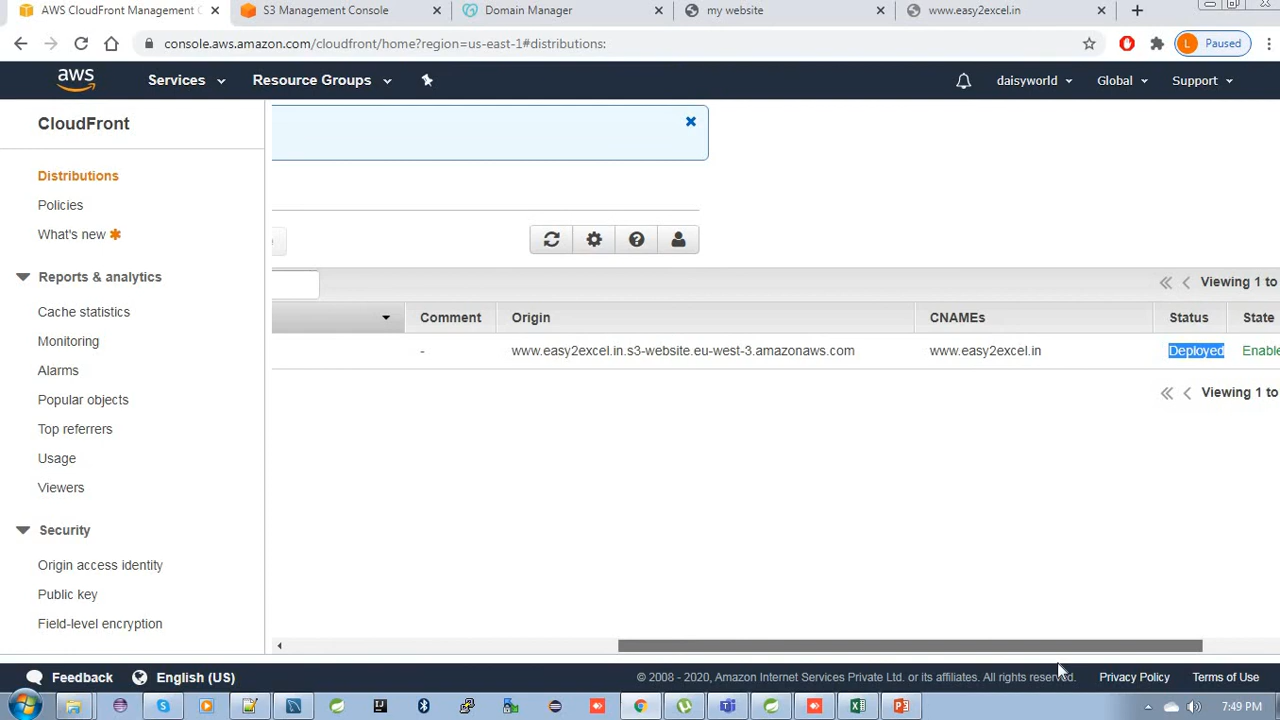 AWS CloudFront Management C
S3 Management Console
Domain Manager
my website
www.easy2excel.in
console.aws.amazon.com/cloudfront/home?region=us-east-1#distributions:
L Paused
aws Services Resource Groups daisyworld Global Support
CloudFront
Distributions
Policies
What's new
Reports & analytics
Cache statistics
Monitoring
Alarms
Popular objects
Top referrers
Usage
Viewers
Security
Origin access identity
Public key
Field-level encryption
Viewing 1 to
Comment Origin CNAMEs Status State
- www.easy2excel.in.s3-website.eu-west-3.amazonaws.com www.easy2excel.in Deployed Enable
Viewing 1 to
Feedback English (US) © 2008 - 2020, Amazon Internet Services Private Ltd. or its affiliates. All rights reserved. Privacy Policy Terms of Use
7:49 PM